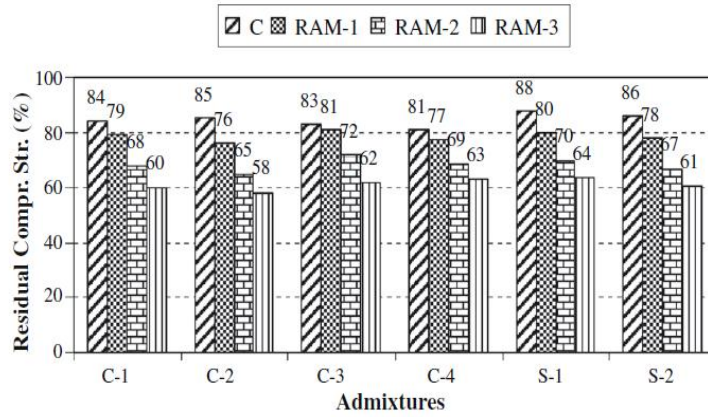 C RAM-1 RAM-2 RAM-3
Residual Compr. Str. (%)
100
80
60
40
20
0
84 79 68 60
85 76 65 58
83 81 72 62
81 77 69 63
88 80 70 64
86 78 67 61
C-1 C-2 C-3 C-4 S-1 S-2
Admixtures